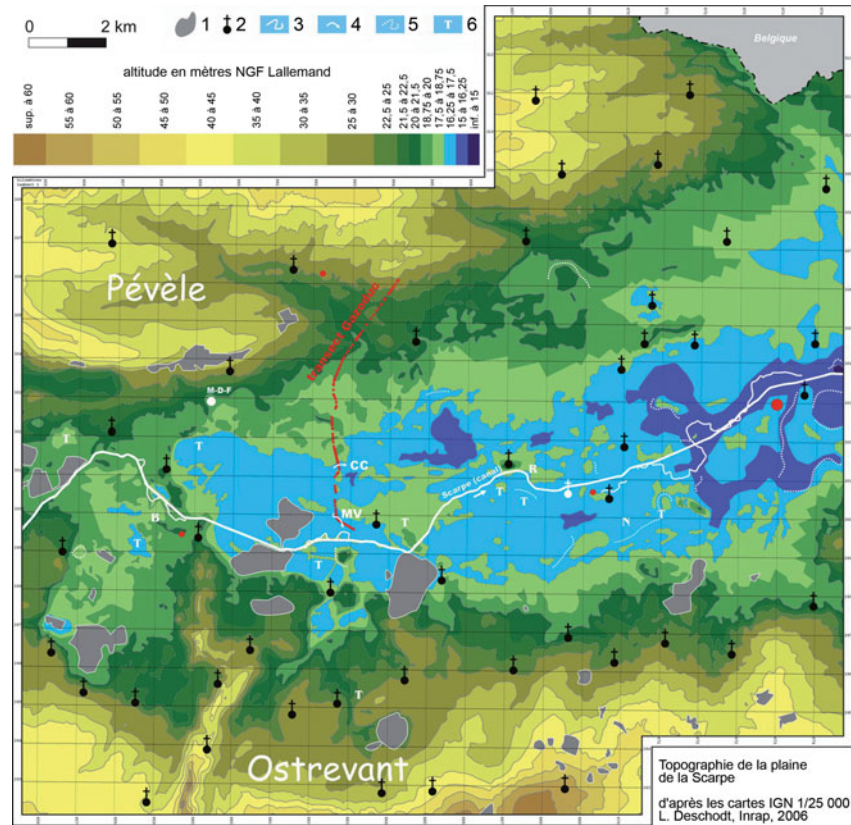 0 2 km
1 2 3 4 5 6
T
altitude en mètres NGF Lallemand
sup. à 60
55 à 60
50 à 55
45 à 50
40 à 45
35 à 40
30 à 35
25 à 30
22,5 à 25
21,5 à 22,5
20 à 21,5
18,75 à 20
17,5 à 18,75
16,25 à 17,5
15 à 16,25
inf. à 15
Belgique
Pévèle
transect Gazoduc
M-D-F
T
T
CC
R
Scarpe (canal)
T
T
B
MV
T
N
T
T
T
T
Ostrevant
Topographie de la plaine
de la Scarpe
d'après les cartes IGN 1/25 000
L. Deschodt, Inrap, 2006